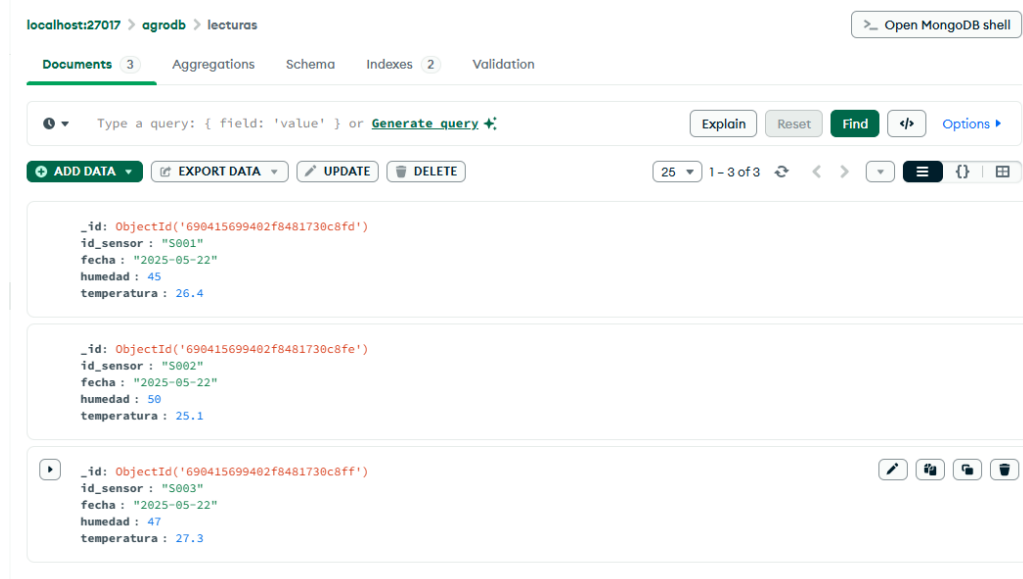 localhost:27017 > agrodb > lecturas
>_ Open MongoDB shell
Documents 3 Aggregations Schema Indexes 2 Validation
Type a query: { field: 'value' } or Generate query
Explain Reset Find </> Options
ADD DATA EXPORT DATA UPDATE DELETE
25 1 – 3 of 3 {}
_id: ObjectId('690415699402f8481730c8fd')
id_sensor : "S001"
fecha : "2025-05-22"
humedad : 45
temperatura : 26.4
_id: ObjectId('690415699402f8481730c8fe')
id_sensor : "S002"
fecha : "2025-05-22"
humedad : 50
temperatura : 25.1
_id: ObjectId('690415699402f8481730c8ff')
id_sensor : "S003"
fecha : "2025-05-22"
humedad : 47
temperatura : 27.3